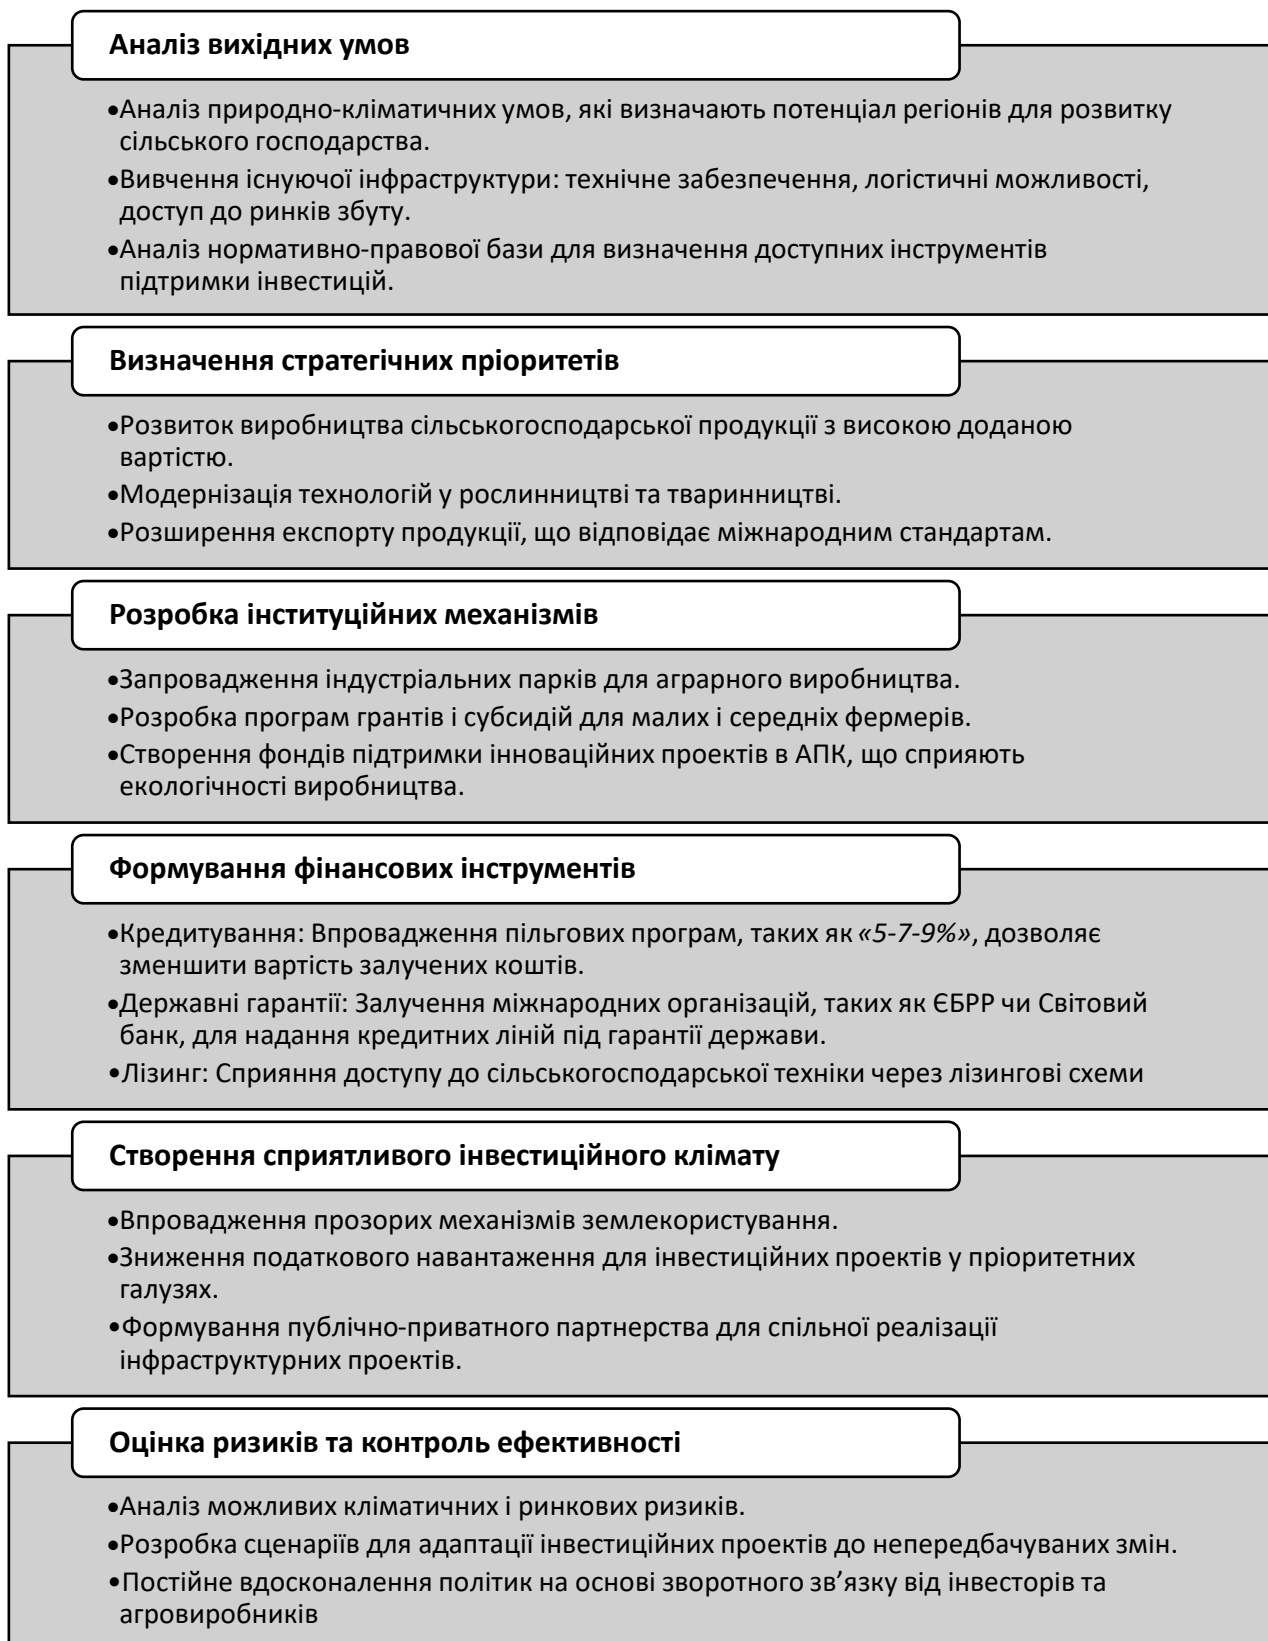 Аналіз вихідних умов
•Аналіз природно-кліматичних умов, які визначають потенціал регіонів для розвитку
сільського господарства.
•Вивчення існуючої інфраструктури: технічне забезпечення, логістичні можливості,
доступ до ринків збуту.
•Аналіз нормативно-правової бази для визначення доступних інструментів
підтримки інвестицій.
Визначення стратегічних пріоритетів
•Розвиток виробництва сільськогосподарської продукції з високою доданою
вартістю.
•Модернізація технологій у рослинництві та тваринництві.
•Розширення експорту продукції, що відповідає міжнародним стандартам.
Розробка інституційних механізмів
•Запровадження індустріальних парків для аграрного виробництва.
•Розробка програм грантів і субсидій для малих і середніх фермерів.
•Створення фондів підтримки інноваційних проектів в АПК, що сприяють
екологічності виробництва.
Формування фінансових інструментів
•Кредитування: Впровадження пільгових програм, таких як «5-7-9%», дозволяє
зменшити вартість залучених коштів.
•Державні гарантії: Залучення міжнародних організацій, таких як ЄБРР чи Світовий
банк, для надання кредитних ліній під гарантії держави.
•Лізинг: Сприяння доступу до сільськогосподарської техніки через лізингові схеми
Створення сприятливого інвестиційного клімату
•Впровадження прозорих механізмів землекористування.
•Зниження податкового навантаження для інвестиційних проектів у пріоритетних
галузях.
•Формування публічно-приватного партнерства для спільної реалізації
інфраструктурних проектів.
Оцінка ризиків та контроль ефективності
•Аналіз можливих кліматичних і ринкових ризиків.
•Розробка сценаріїв для адаптації інвестиційних проектів до непередбачуваних змін.
•Постійне вдосконалення політик на основі зворотного зв’язку від інвесторів та
агровиробників